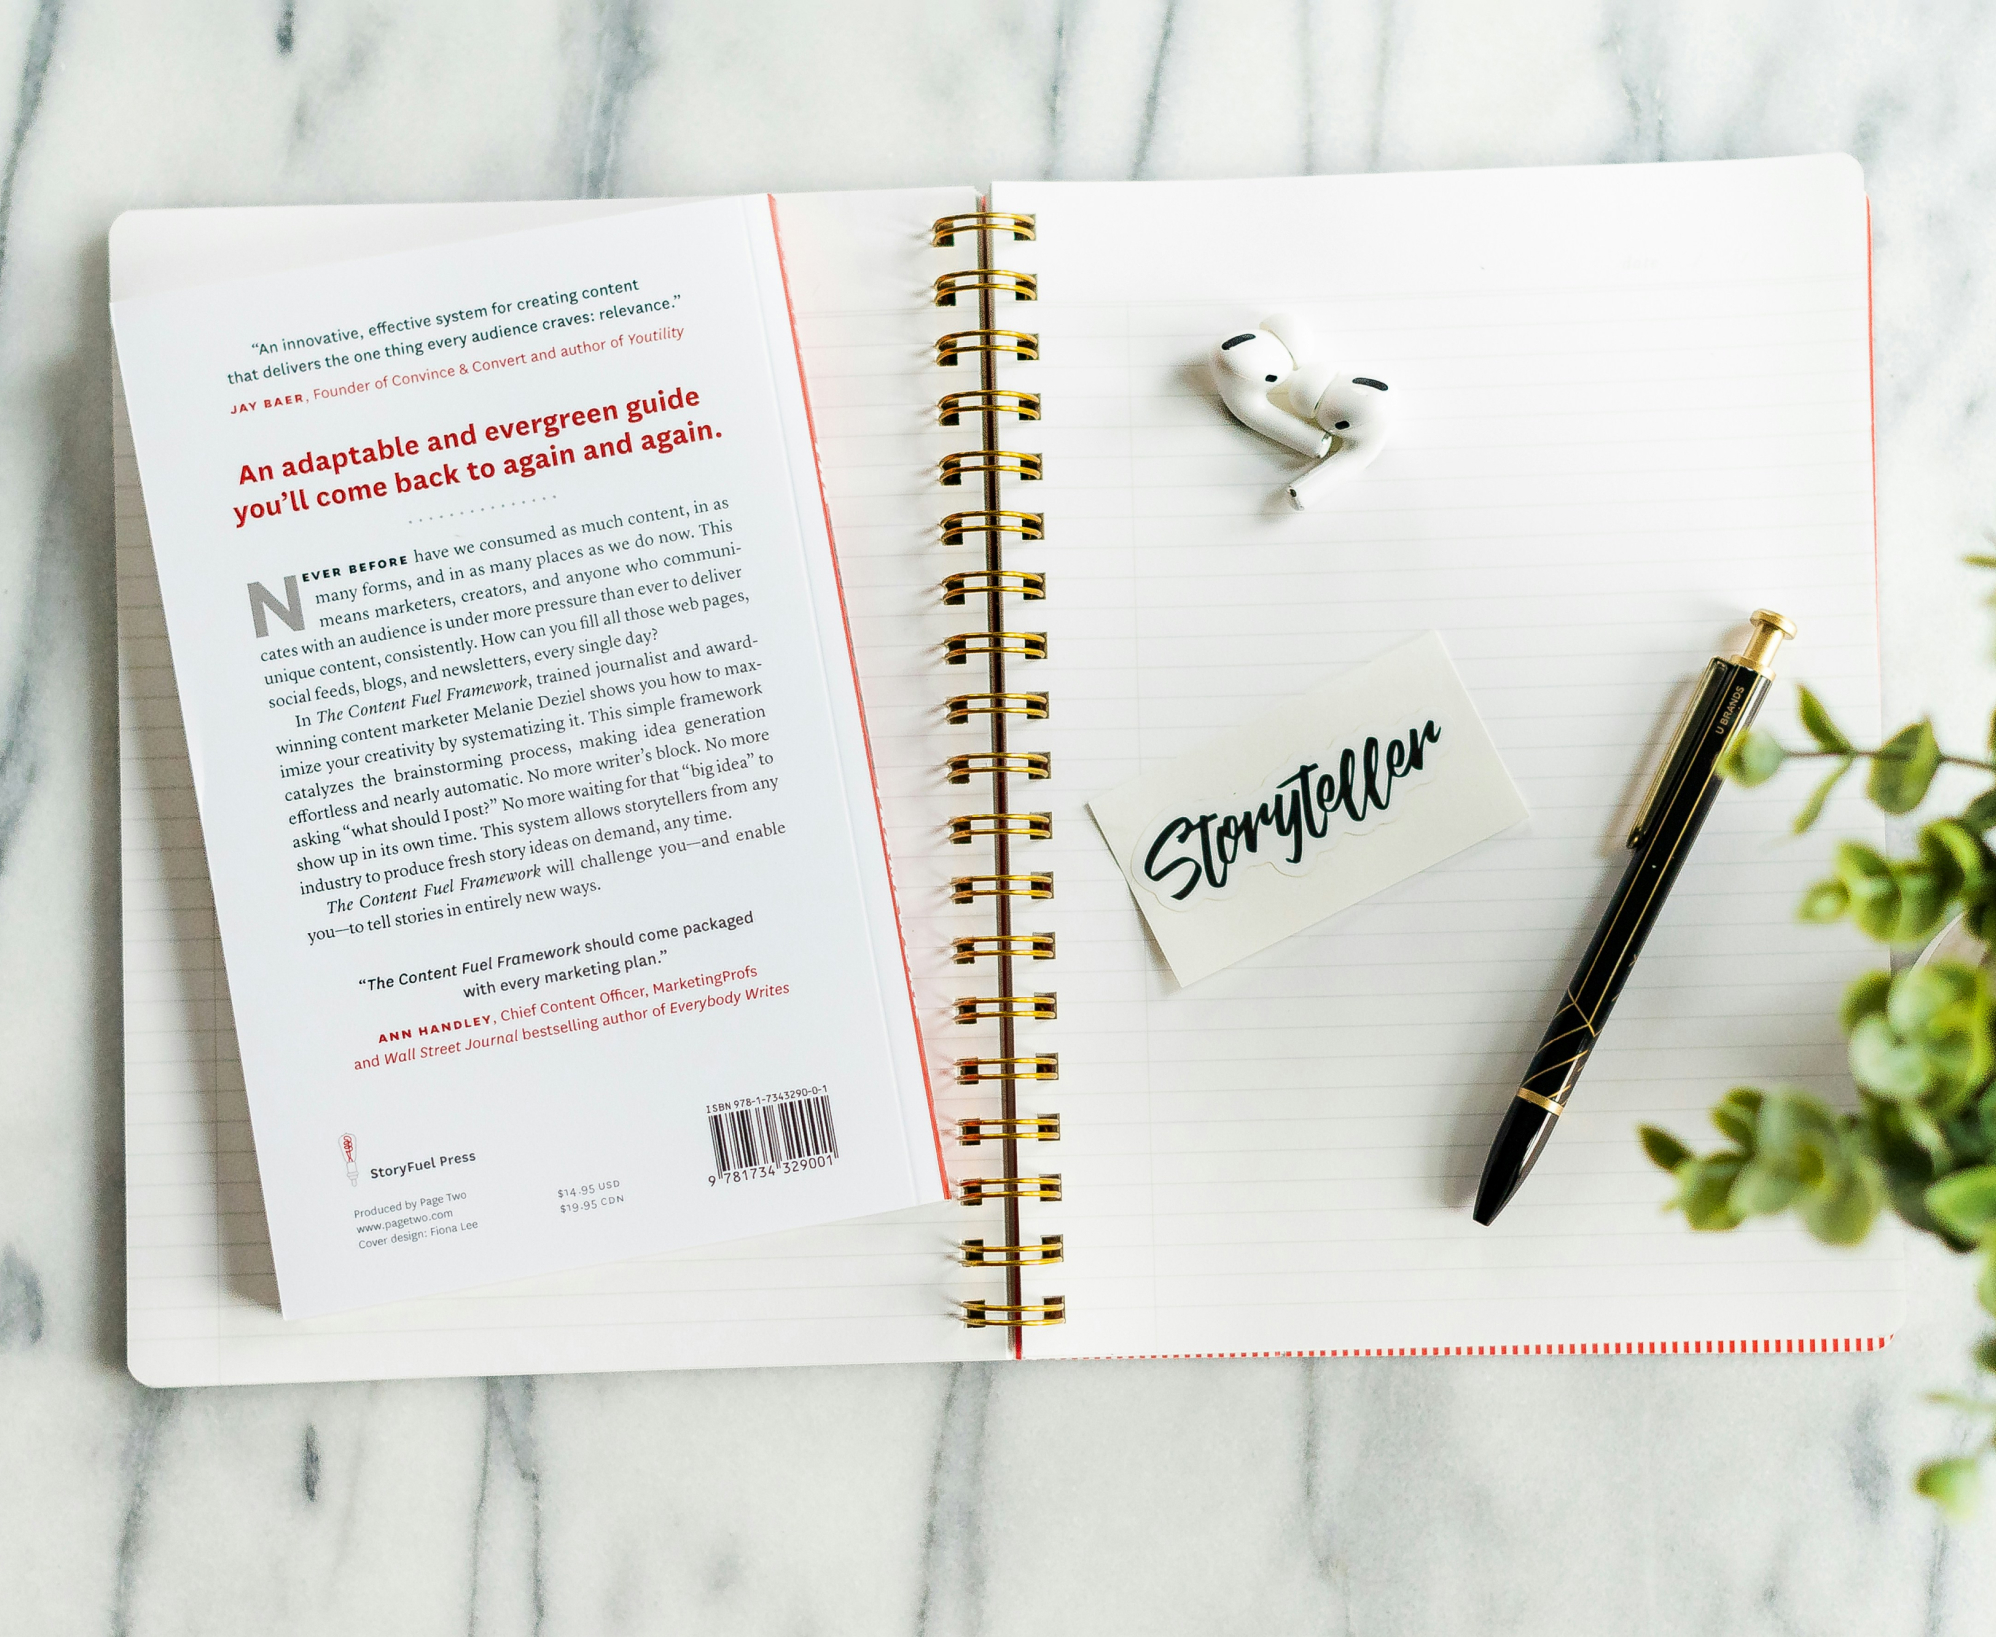 “An innovative, effective system for creating content
that delivers the one thing every audience craves: relevance.”
JAY BAER, Founder of Convince & Convert and author of Youtility
An adaptable and evergreen guide
you’ll come back to again and again.
NEVER BEFORE have we consumed as much content, in as
many forms, and in as many places as we do now. This
means marketers, creators, and anyone who communi-
cates with an audience is under more pressure than ever to deliver
unique content, consistently. How can you fill all those web pages,
social feeds, blogs, and newsletters, every single day?
In The Content Fuel Framework, trained journalist and award-
winning content marketer Melanie Deziel shows you how to max-
imize your creativity by systematizing it. This simple framework
catalyzes the brainstorming process, making idea generation
effortless and nearly automatic. No more writer’s block. No more
asking “what should I post?” No more waiting for that “big idea” to
show up in its own time. This system allows storytellers from any
industry to produce fresh story ideas on demand, any time.
The Content Fuel Framework will challenge you—and enable
you—to tell stories in entirely new ways.
“The Content Fuel Framework should come packaged
with every marketing plan.”
ANN HANDLEY, Chief Content Officer, MarketingProfs
and Wall Street Journal bestselling author of Everybody Writes
StoryFuel Press
Produced by Page Two
www.pagetwo.com
Cover design: Fiona Lee
$14.95 USD
$19.95 CDN
ISBN 978-1-7343290-0-1
9 781734 329001
Storyteller
U BRANDS